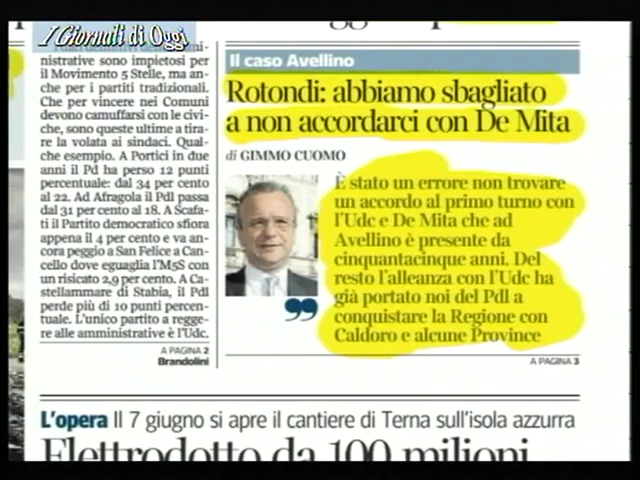 I Giornali di Oggi
nistrative sono impietosi per
il Movimento 5 Stelle, ma an-
che per i partiti tradizionali.
Che per vincere nei Comuni
devono camuffarsi con le civi-
che, sono queste ultime a tira-
re la volata ai sindaci. Qual-
che esempio. A Portici in due
anni il Pd ha perso 12 punti
percentuale: dal 34 per cento
al 22. Ad Afragola il Pdl passa
dal 31 per cento al 18. A Scafa-
ti il Partito democratico sfiora
appena il 4 per cento e va an-
cora peggio a San Felice a Can-
cello dove eguaglia l'M5S con
un risicato 2,9 per cento. A Ca-
stellammare di Stabia, il Pdl
perde più di 10 punti percen-
tuale. L'unico partito a regge-
re alle amministrative è l'Udc.
A PAGINA 2
Brandolini
Il caso Avellino
Rotondi: abbiamo sbagliato
a non accordarci con De Mita
di GIMMO CUOMO
È stato un errore non trovare
un accordo al primo turno con
l'Udc e De Mita che ad
Avellino è presente da
cinquantacinque anni. Del
resto l'alleanza con l'Udc ha
già portato noi del Pdl a
conquistare la Regione con
Caldoro e alcune Province
A PAGINA 3
L'opera Il 7 giugno si apre il cantiere di Terna sull'isola azzurra
Elettrodotto da 100 milioni